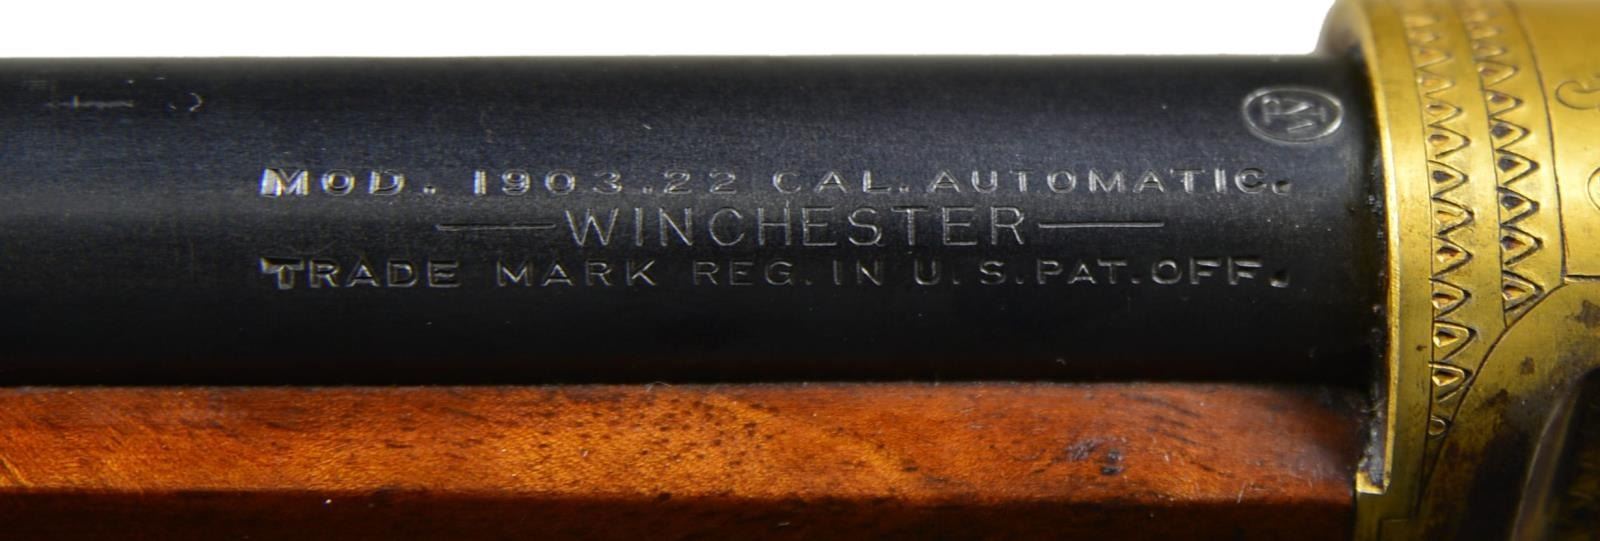 MOD. 1903.22 CAL. AUTOMATIC.
WINCHESTER
TRADE MARK REG. IN U.S. PAT. OFF.